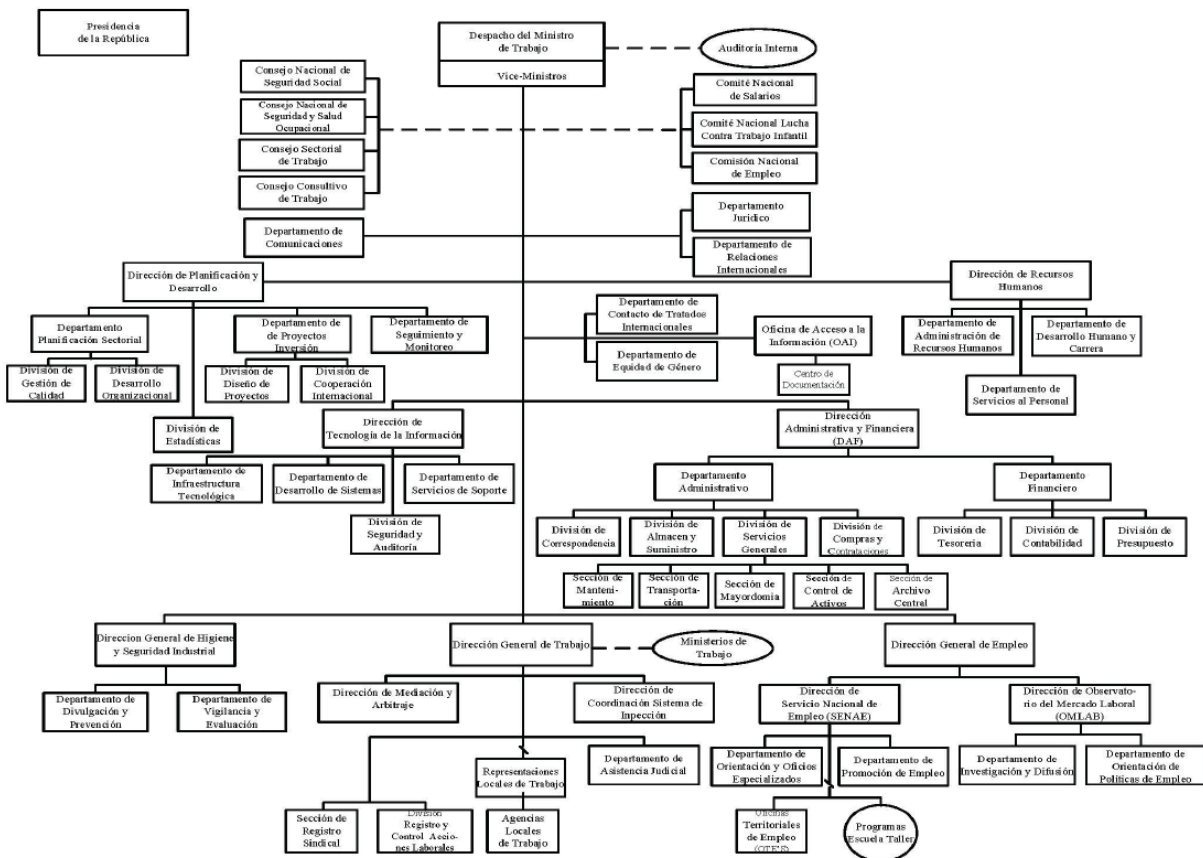 Presidencia
de la República
Despacho del Ministro
de Trabajo
Vice-Ministros
Auditoría Interna
Consejo Nacional de
Seguridad Social
Consejo Nacional de
Seguridad y Salud
Ocupacional
Consejo Sectorial
de Trabajo
Consejo Consultivo
de Trabajo
Comité Nacional
de Salarios
Comité Nacional Lucha
Contra Trabajo Infantil
Comisión Nacional
de Empleo
Departamento de
Comunicaciones
Departamento
Juridico
Departamento de
Relaciones
Internacionales
Dirección de Planificación y
Desarrollo
Dirección de Recursos
Humanos
Departamento
Planificación Sectorial
Departamento de
de Proyectos
Inversión
Departamento de
de Seguimiento y
Monitoreo
División de
Gestión de
Calidad
División de
Desarrollo
Organizacional
División de
Diseño de
Proyectos
División de
Cooperación
Internacional
División de
Estadísticas
Departamento de
Contacto de Tratados
Internacionales
Departamento de
Equidad de Género
Oficina de Acceso a la
Información (OAI)
Centro de
Documentación
Departamento de
Administración de
Recursos Humanos
Departamento de
Desarrollo Humano y
Carrera
Departamento de
Servicios al Personal
Dirección de
Tecnología de la Información
Dirección
Administrativa y Financiera
(DAF)
Departamento de
Infraestructura
Tecnológica
Departamento de
Desarrollo de Sistemas
Departamento de
Servicios de Soporte
División de
Seguridad y
Auditoría
Departamento
Administrativo
Departamento
Financiero
División de
Correspondencia
División de
Almacen y
Suministro
División de
Servicios
Generales
División de
Compras y
Contrataciones
División de
Tesorería
División de
Contabilidad
División de
Presupuesto
Sección de
Manteni-
miento
Sección de
Transporta-
ción
Sección de
Mayordomia
Sección de
Control de
Activos
Sección de
Archivo
Central
Direccion General de Higiene
y Seguridad Industrial
Dirección General de Trabajo
Ministerios de
Trabajo
Dirección General de Empleo
Departamento de
Divulgación y
Prevención
Departamento de
Vigilancia y
Evaluación
Dirección de Mediación y
Arbitraje
Dirección de
Coordinación Sistema de
Inpección
Dirección de
Servicio Nacional de
Empleo (SENAE)
Dirección de Observato-
rio del Mercado Laboral
(OMLAB)
Representaciones
Locales de Trabajo
Departamento de
Asistencia Judicial
Departamento de
Orientación y Oficios
Especializados
Departamento de
Promoción de Empleo
Departamento de
Investigación y Difusión
Departamento de
Orientación de
Políticas de Empleo
Sección de
Registro
Sindical
División
Registro y
Control Accio-
nes Laborales
Agencias
Locales de
Trabajo
Oficinas
Territoriales
de Empleo
(OTE'S)
Programas
Escuela Taller